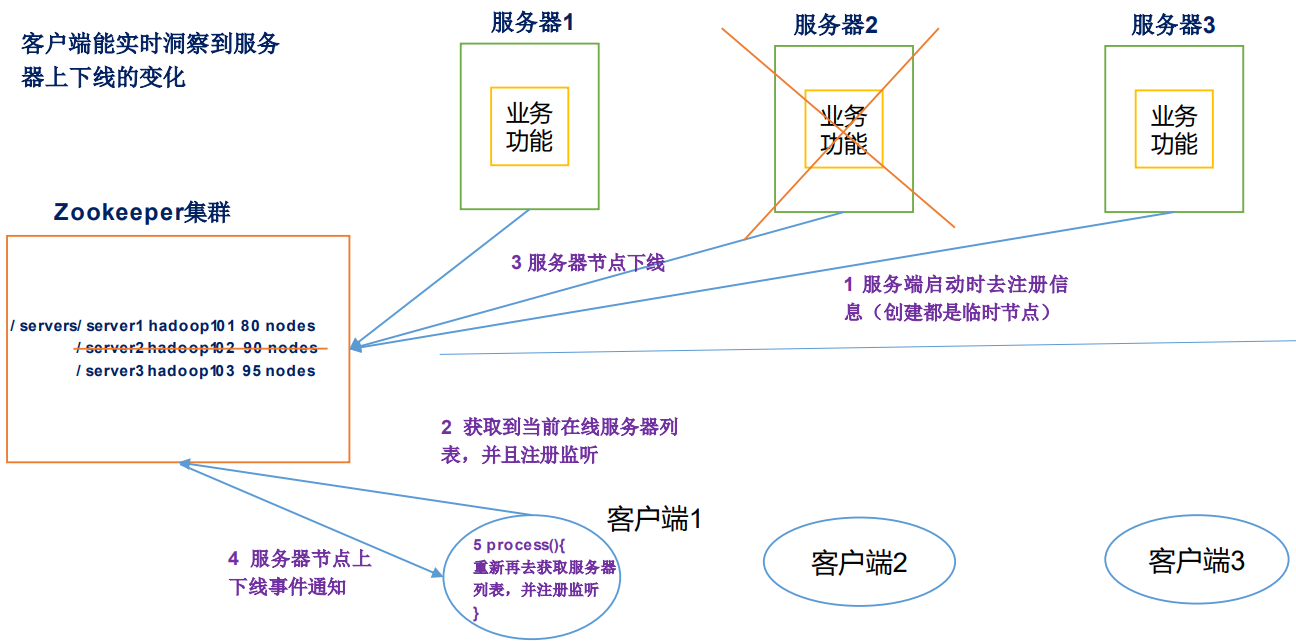 客户端能实时洞察到服务
器上下线的变化
服务器1
服务器2
服务器3
业务
功能
业务
功能
业务
功能
Zookeeper集群
3 服务器节点下线
1 服务端启动时去注册信
息（创建都是临时节点）
/ servers/ server1 hadoop101 80 nodes
/ server2 hadoop102 90 nodes
/ server3 hadoop103 95 nodes
2 获取到当前在线服务器列
表，并且注册监听
客户端1
4 服务器节点上
下线事件通知
5 process(){
重新再去获取服务器
列表，并注册监听
}
客户端2
客户端3